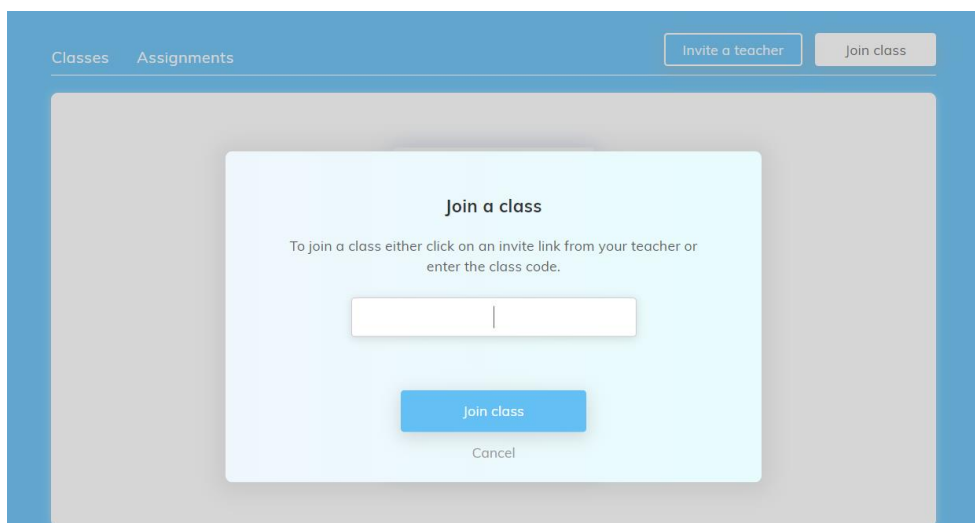 Classes Assignments Invite a teacher Join class
Join a class
To join a class either click on an invite link from your teacher or
enter the class code.
Join class
Cancel